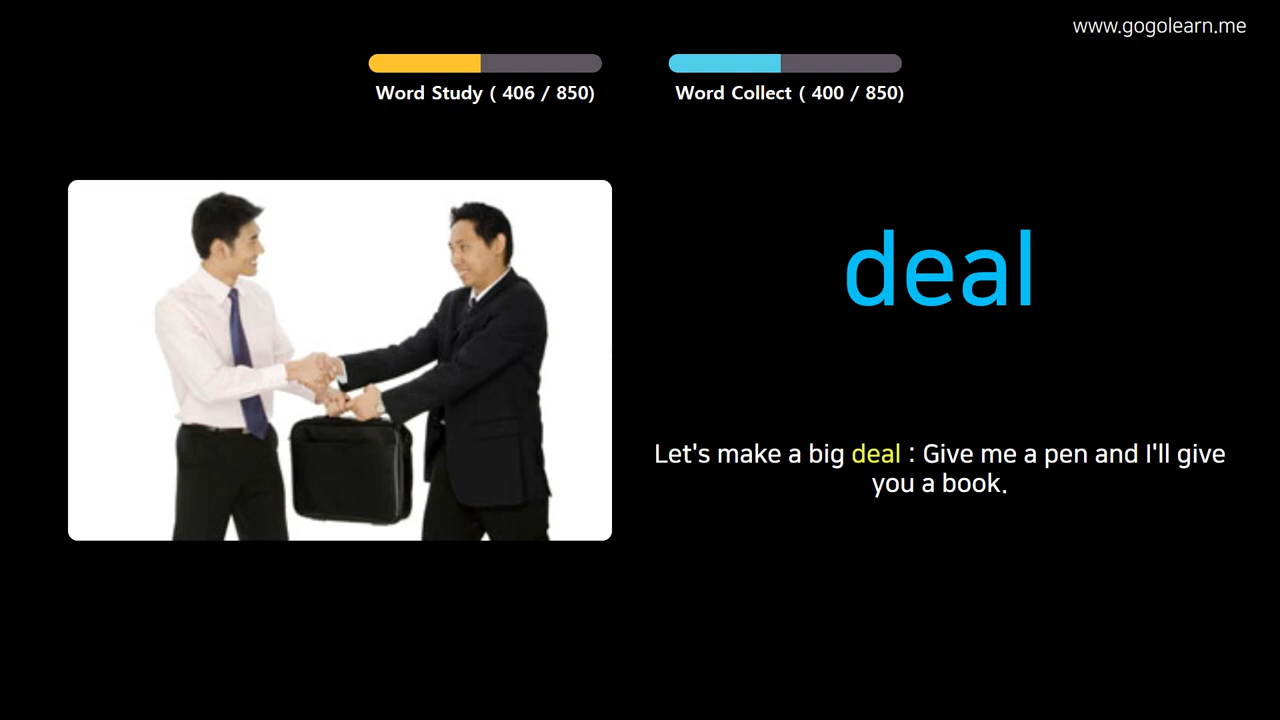 www.gogolearn.me
Word Study ( 406 / 850)
Word Collect ( 400 / 850)
deal
Let's make a big deal : Give me a pen and I'll give
you a book.